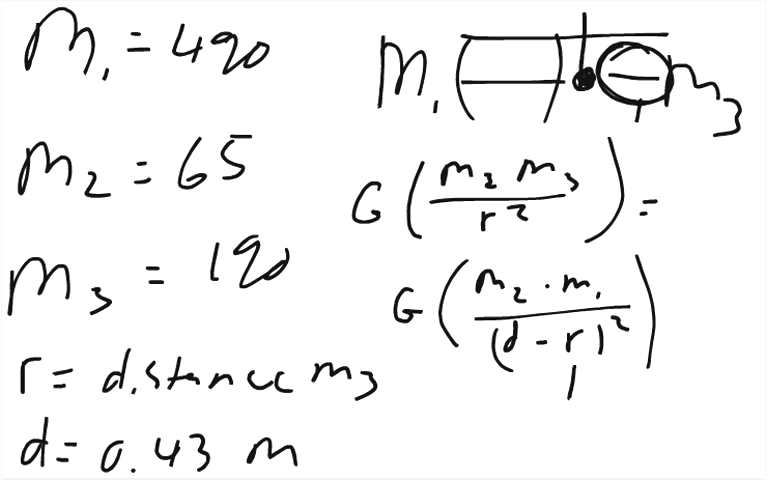 m₁ = 490
m₂ = 65
m₃ = 190
r = distance m₃
d = 0.43 m
m₁ m₃
G (m₂ m₃ / r²) =
G (m₂ · m₁ / (d - r)²)